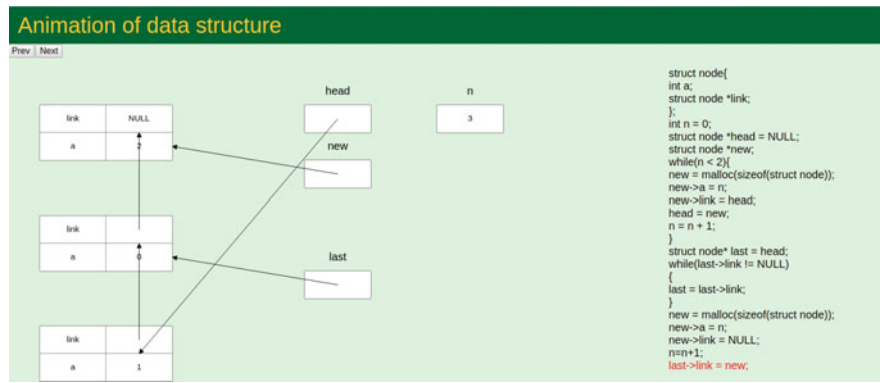 Animation of data structure
Prev Next
head
n
link NULL
3
a 2
new
link
a 0
last
link
a 1
struct node{
int a;
struct node *link;
};
int n = 0;
struct node *head = NULL;
struct node *new;
while(n < 2){
new = malloc(sizeof(struct node));
new->a = n;
new->link = head;
head = new;
n = n + 1;
}
struct node* last = head;
while(last->link != NULL)
{
last = last->link;
}
new = malloc(sizeof(struct node));
new->a = n;
new->link = NULL;
n=n+1;
last->link = new;